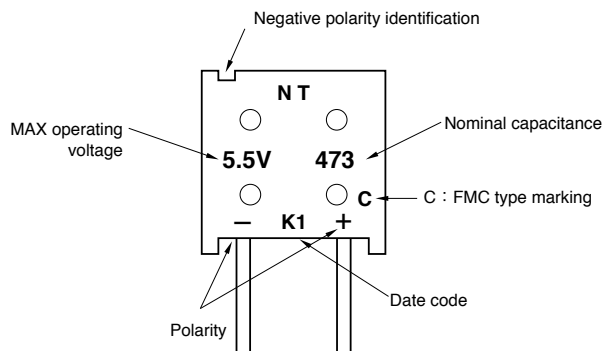 Negative polarity identification
N T
MAX operating
voltage
5.5V 473
Nominal capacitance
C
C : FMC type marking
− K1 +
Date code
Polarity